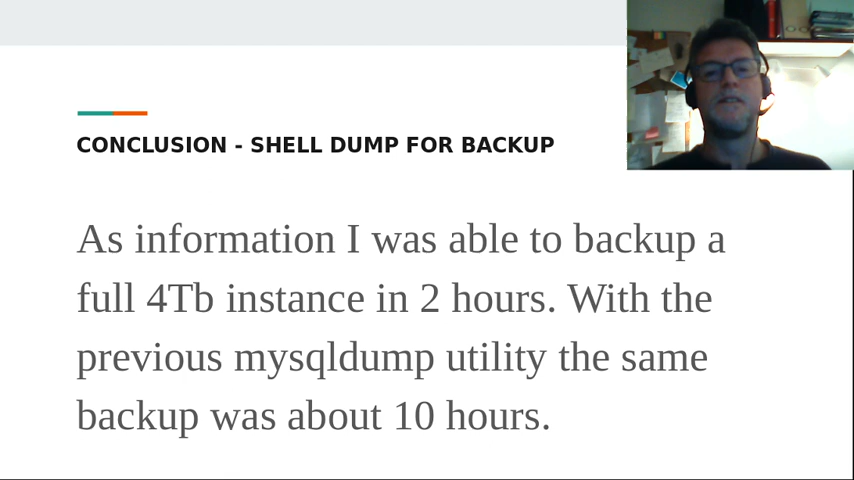 CONCLUSION - SHELL DUMP FOR BACKUP
As information I was able to backup a
full 4Tb instance in 2 hours. With the
previous mysqldump utility the same
backup was about 10 hours.